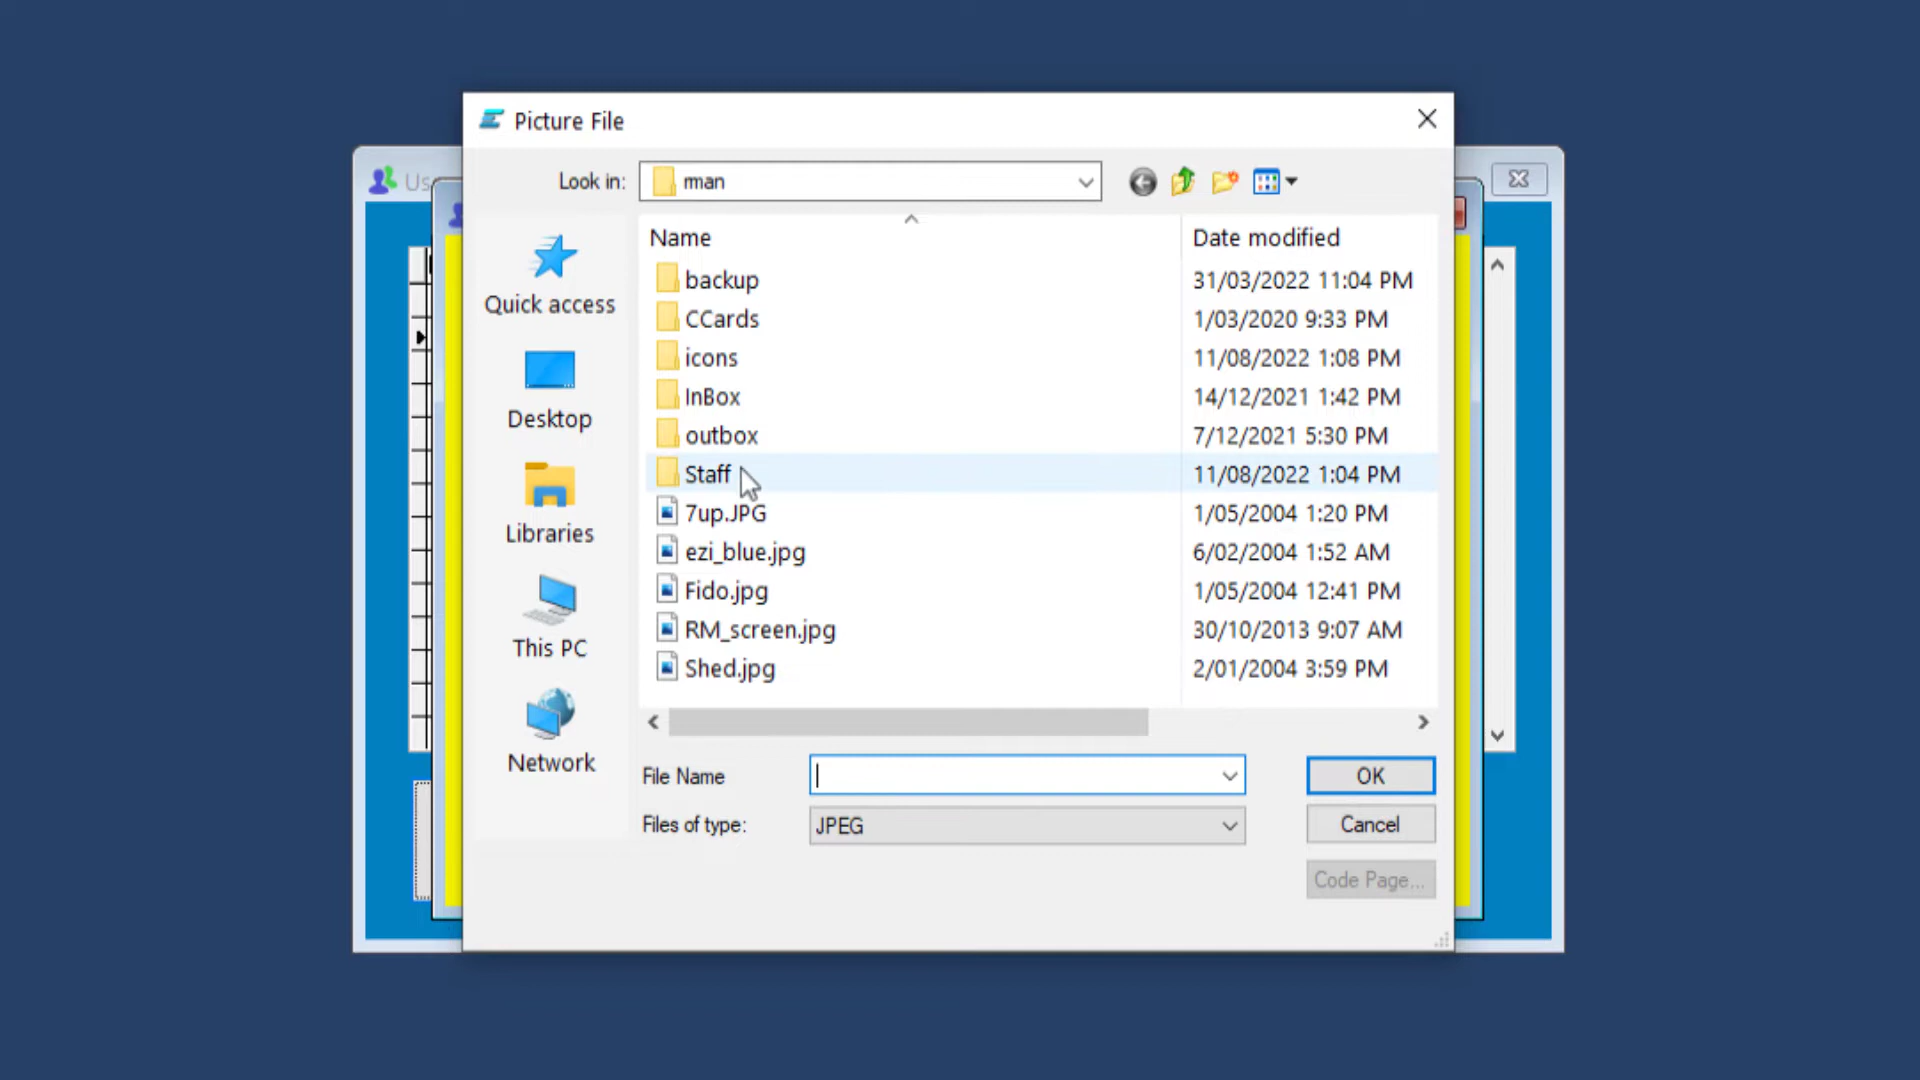 Picture File
Us
Look in: rman
Name Date modified
Quick access
Desktop
Libraries
This PC
Network
backup 31/03/2022 11:04 PM
CCards 1/03/2020 9:33 PM
icons 11/08/2022 1:08 PM
InBox 14/12/2021 1:42 PM
outbox 7/12/2021 5:30 PM
Staff 11/08/2022 1:04 PM
7up.JPG 1/05/2004 1:20 PM
ezi_blue.jpg 6/02/2004 1:52 AM
Fido.jpg 1/05/2004 12:41 PM
RM_screen.jpg 30/10/2013 9:07 AM
Shed.jpg 2/01/2004 3:59 PM
File Name OK
Files of type: JPEG Cancel
Code Page...